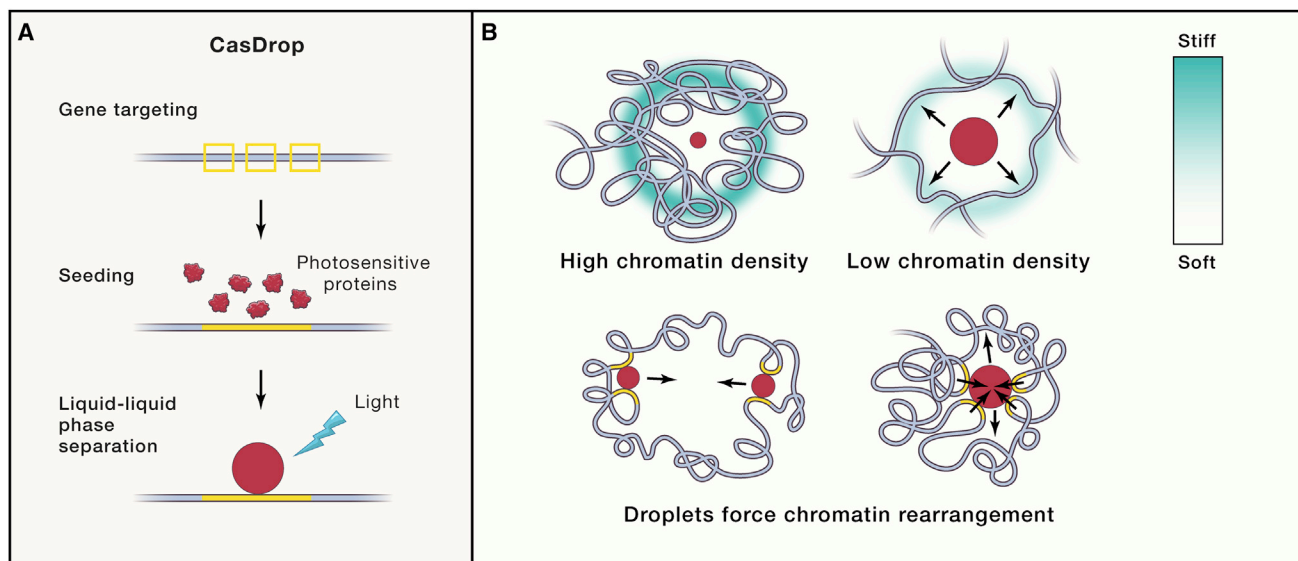 A
CasDrop
Gene targeting
Seeding
Photosensitive
proteins
Liquid-liquid
phase
separation
Light
B
High chromatin density
Low chromatin density
Stiff
Soft
Droplets force chromatin rearrangement